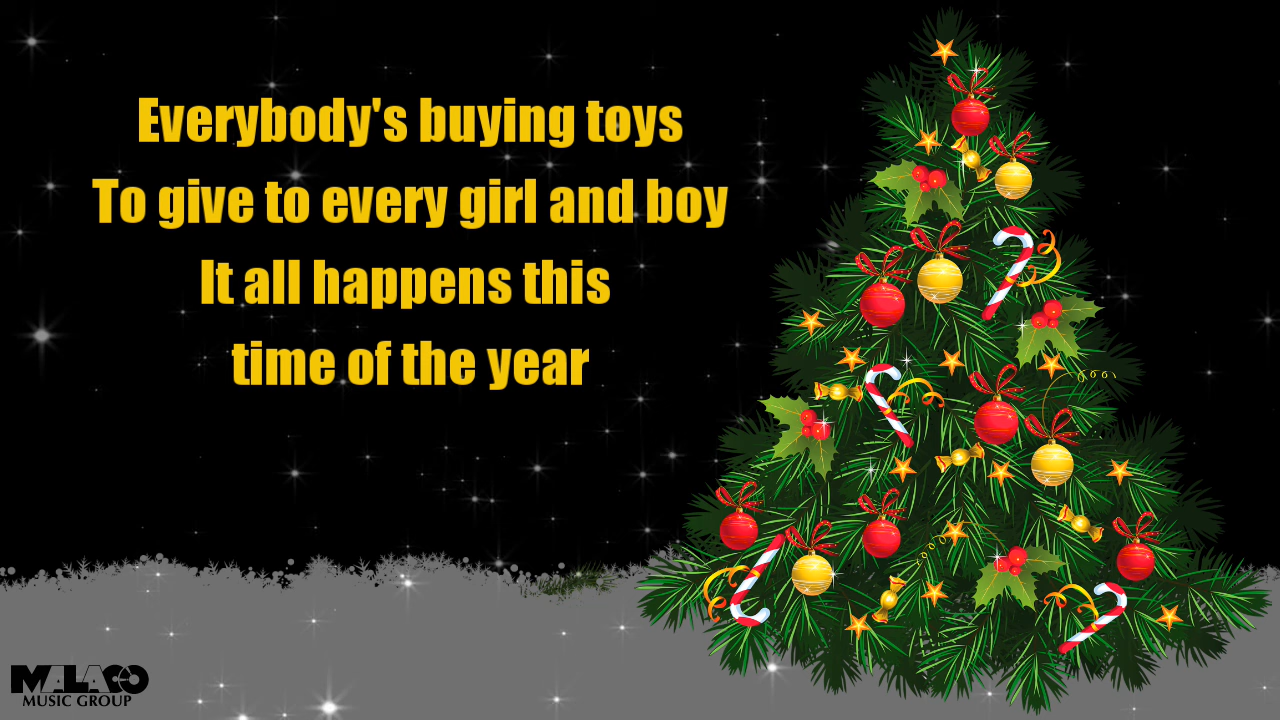 Everybody's buying toys
To give to every girl and boy
It all happens this
time of the year
MALACO
MUSIC GROUP